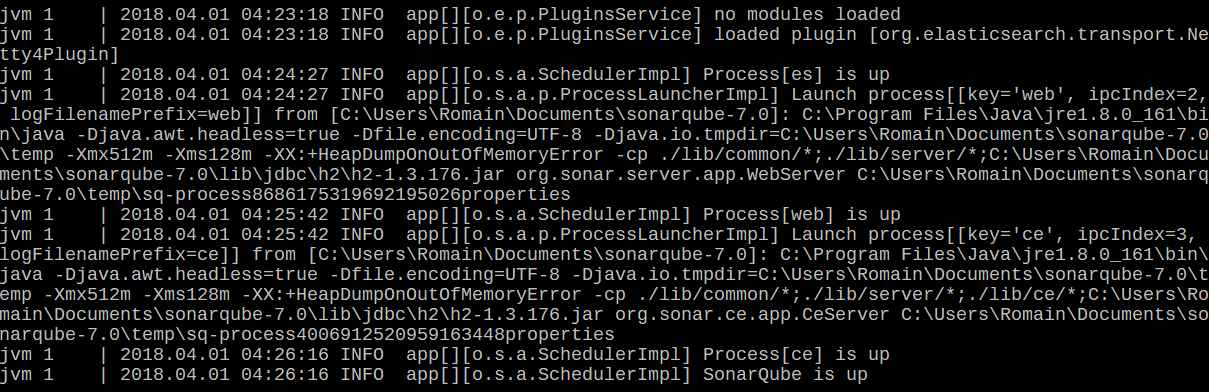 jvm 1    | 2018.04.01 04:23:18 INFO  app[][o.e.p.PluginsService] no modules loaded
jvm 1    | 2018.04.01 04:23:18 INFO  app[][o.e.p.PluginsService] loaded plugin [org.elasticsearch.transport.Ne
tty4Plugin]
jvm 1    | 2018.04.01 04:24:27 INFO  app[][o.s.a.SchedulerImpl] Process[es] is up
jvm 1    | 2018.04.01 04:24:27 INFO  app[][o.s.a.p.ProcessLauncherImpl] Launch process[[key='web', ipcIndex=2,
 logFilenamePrefix=web]] from [C:\Users\Romain\Documents\sonarqube-7.0]: C:\Program Files\Java\jre1.8.0_161\bi
n\java -Djava.awt.headless=true -Dfile.encoding=UTF-8 -Djava.io.tmpdir=C:\Users\Romain\Documents\sonarqube-7.0
\temp -Xmx512m -Xms128m -XX:+HeapDumpOnOutOfMemoryError -cp ./lib/common/*;./lib/server/*;C:\Users\Romain\Docu
ments\sonarqube-7.0\lib\jdbc\h2\h2-1.3.176.jar org.sonar.server.app.WebServer C:\Users\Romain\Documents\sonarq
ube-7.0\temp\sq-process8686175319692195026properties
jvm 1    | 2018.04.01 04:25:42 INFO  app[][o.s.a.SchedulerImpl] Process[web] is up
jvm 1    | 2018.04.01 04:25:42 INFO  app[][o.s.a.p.ProcessLauncherImpl] Launch process[[key='ce', ipcIndex=3,
logFilenamePrefix=ce]] from [C:\Users\Romain\Documents\sonarqube-7.0]: C:\Program Files\Java\jre1.8.0_161\bin\
java -Djava.awt.headless=true -Dfile.encoding=UTF-8 -Djava.io.tmpdir=C:\Users\Romain\Documents\sonarqube-7.0\t
emp -Xmx512m -Xms128m -XX:+HeapDumpOnOutOfMemoryError -cp ./lib/common/*;./lib/server/*;./lib/ce/*;C:\Users\Ro
main\Documents\sonarqube-7.0\lib\jdbc\h2\h2-1.3.176.jar org.sonar.ce.app.CeServer C:\Users\Romain\Documents\so
narqube-7.0\temp\sq-process4006912520959163448properties
jvm 1    | 2018.04.01 04:26:16 INFO  app[][o.s.a.SchedulerImpl] Process[ce] is up
jvm 1    | 2018.04.01 04:26:16 INFO  app[][o.s.a.SchedulerImpl] SonarQube is up